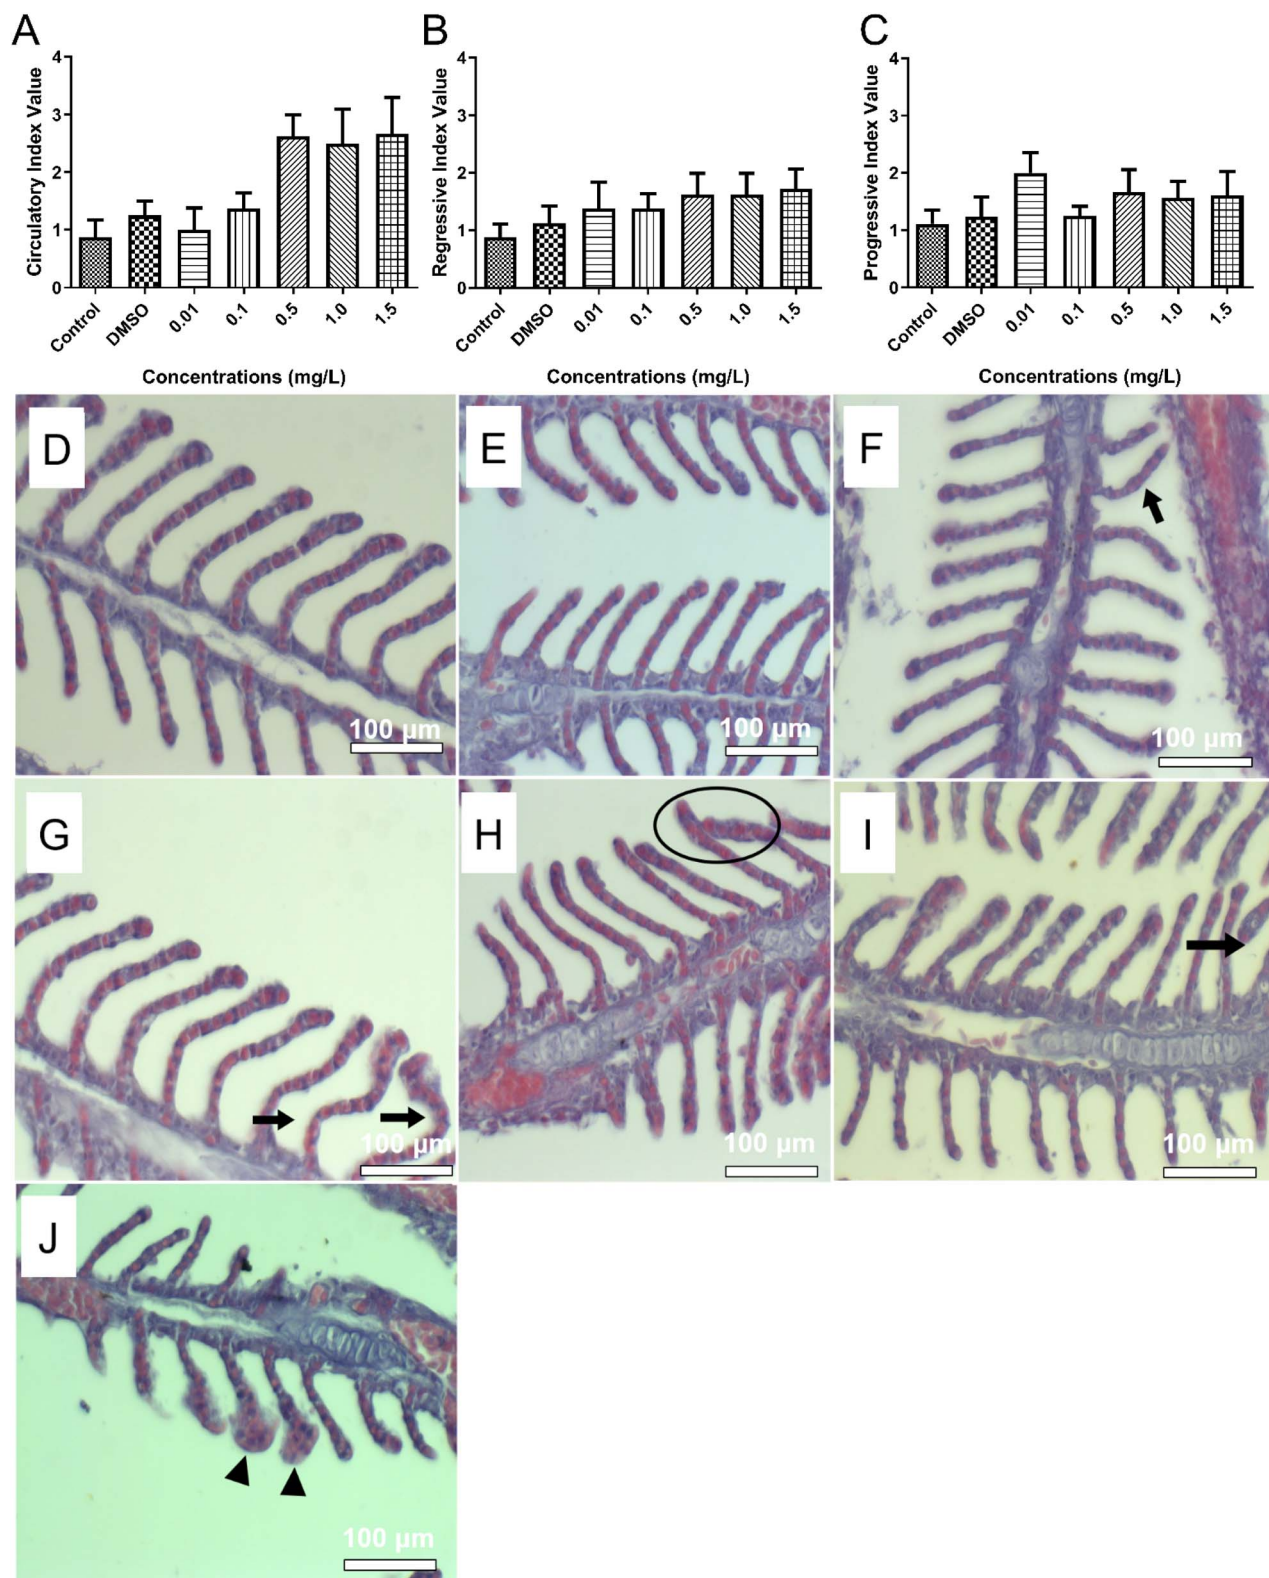 A
B
C
Circulatory Index Value
4
3
2
1
0
Control
DMSO
0.01
0.1
0.5
1.0
1.5
Concentrations (mg/L)
Regressive Index Value
4
3
2
1
0
Control
DMSO
0.01
0.1
0.5
1.0
1.5
Concentrations (mg/L)
Progressive Index Value
4
3
2
1
0
Control
DMSO
0.01
0.1
0.5
1.0
1.5
Concentrations (mg/L)
D
100 µm
E
100 µm
F
100 µm
G
100 µm
H
100 µm
I
100 µm
J
100 µm